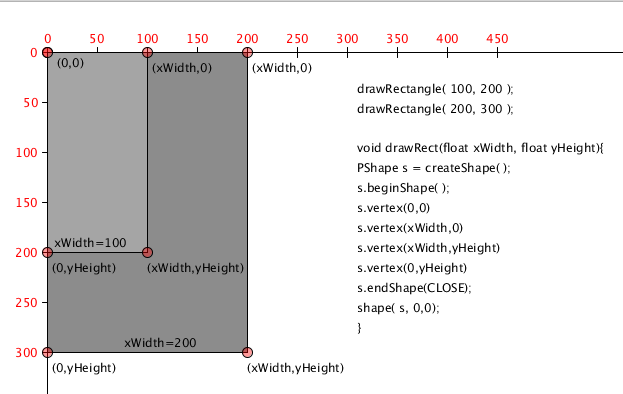 0 50 100 150 200 250 300 350 400 450
0
(0,0)
(xWidth,0)
(xWidth,0)
50
100
150
200
250
300
xWidth=100
(0,yHeight)
(xWidth,yHeight)
xWidth=200
(0,yHeight)
(xWidth,yHeight)
drawRectangle( 100, 200 );
drawRectangle( 200, 300 );
void drawRect(float xWidth, float yHeight){
PShape s = createShape( );
s.beginShape( );
s.vertex(0,0)
s.vertex(xWidth,0)
s.vertex(xWidth,yHeight)
s.vertex(0,yHeight)
s.endShape(CLOSE);
shape( s, 0,0);
}